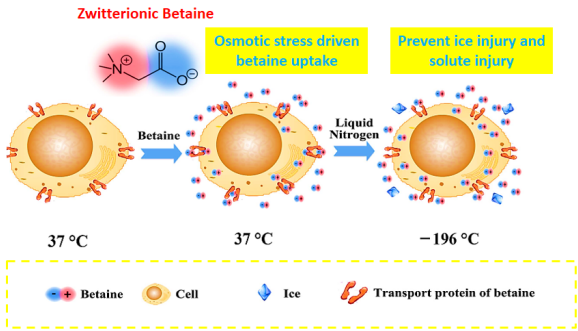 Zwitterionic Betaine
Osmotic stress driven
betaine uptake
Prevent ice injury and
solute injury
N
+
O
O
−
Betaine
Liquid
Nitrogen
37 °C
37 °C
−196 °C
- + Betaine
Cell
Ice
Transport protein of betaine